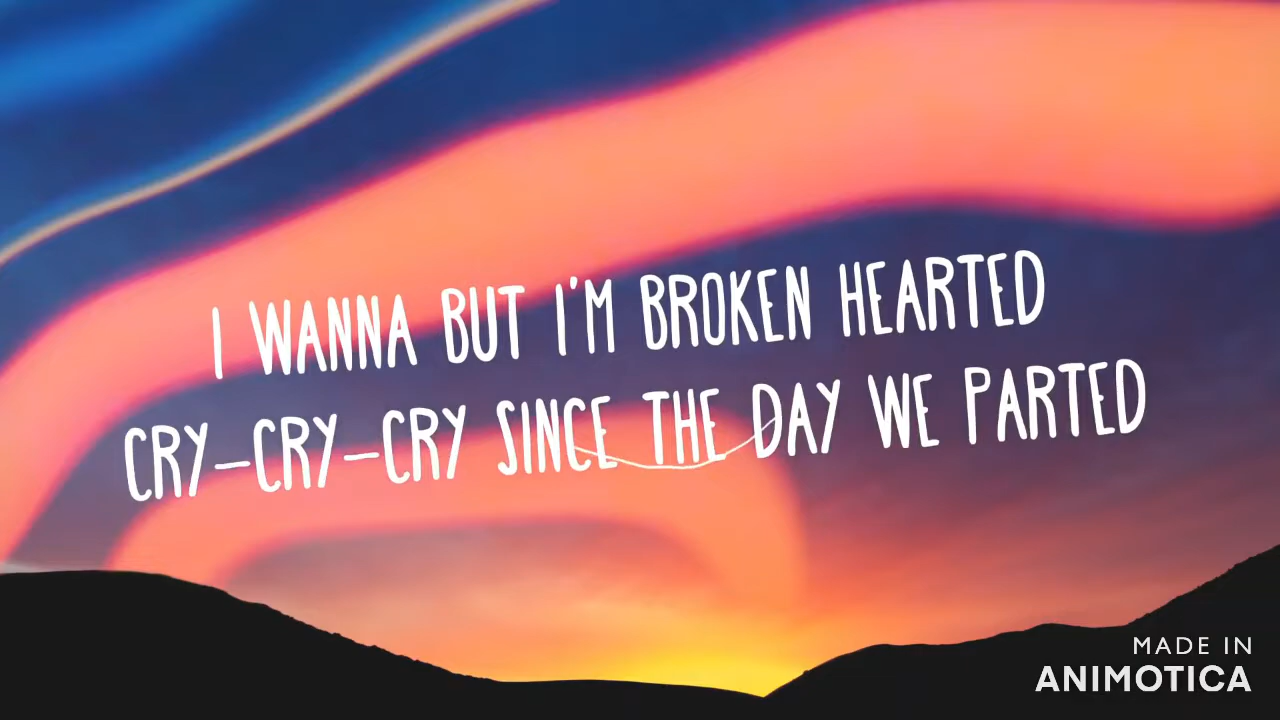 I WANNA BUT I'M BROKEN HEARTED
CRY-CRY-CRY SINCE THE DAY WE PARTED
MADE IN
ANIMOTICA